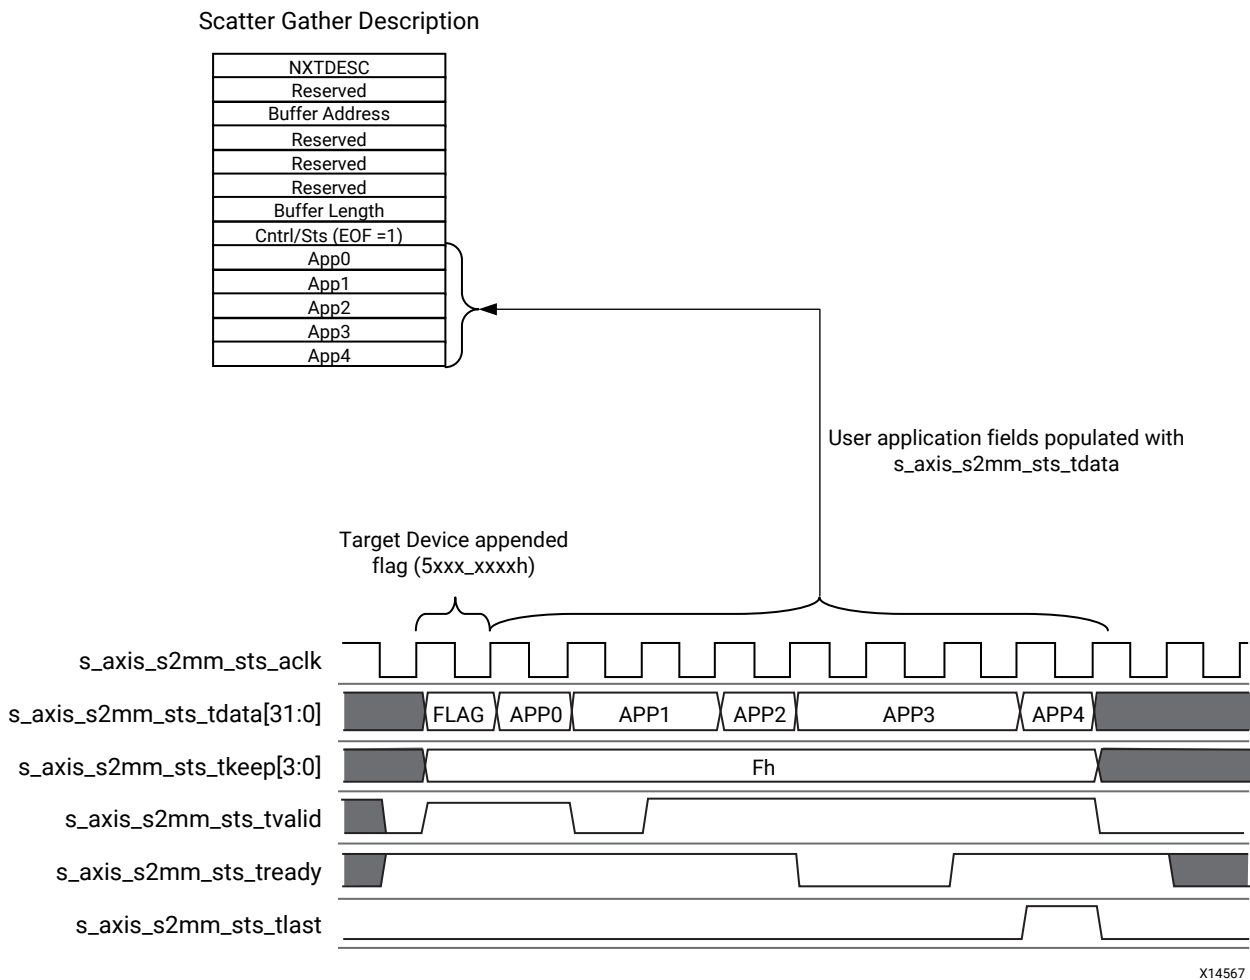 Scatter Gather Description
NXTDESC
Reserved
Buffer Address
Reserved
Reserved
Reserved
Buffer Length
Cntrl/Sts (EOF =1)
App0
App1
App2
App3
App4
User application fields populated with
s_axis_s2mm_sts_tdata
Target Device appended
flag (5xxx_xxxxh)
s_axis_s2mm_sts_aclk
s_axis_s2mm_sts_tdata[31:0]
FLAG APP0 APP1 APP2 APP3 APP4
s_axis_s2mm_sts_tkeep[3:0]
Fh
s_axis_s2mm_sts_tvalid
s_axis_s2mm_sts_tready
s_axis_s2mm_sts_tlast
X14567